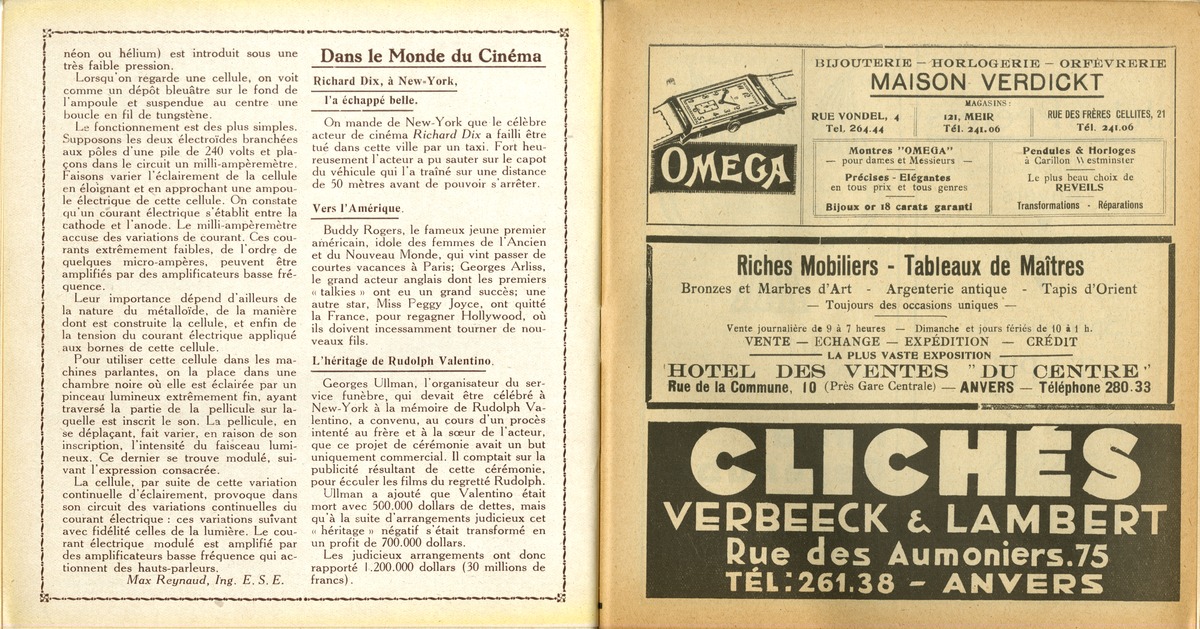 néon ou hélium) est introduit sous une
très faible pression.
Lorsqu'on regarde une cellule, on voit
comme un dépôt bleuâtre sur le fond de
l'ampoule et suspendue au centre une
boucle en fil de tungstène.
Le fonctionnement est des plus simples.
Supposons les deux électroïdes branchées
aux pôles d'une pile de 240 volts et pla-
çons dans le circuit un milli-ampèremètre.
Faisons varier l'éclairement de la cellule
en éloignant et en approchant une ampou-
le électrique de cette cellule. On constate
qu'un courant électrique s'établit entre la
cathode et l'anode. Le milli-ampèremètre
accuse des variations de courant. Ces cou-
rants extrêmement faibles, de l'ordre de
quelques micro-ampères, peuvent être
amplifiés par des amplificateurs basse fré-
quence.
Leur importance dépend d'ailleurs de
la nature du métalloïde, de la manière
dont est construite la cellule, et enfin de
la tension du courant électrique appliqué
aux bornes de cette cellule.
Pour utiliser cette cellule dans les ma-
chines parlantes, on la place dans une
chambre noire où elle est éclairée par un
pinceau lumineux extrêmement fin, ayant
traversé la partie de la pellicule sur la-
quelle est inscrit le son. La pellicule, en
se déplaçant, fait varier, en raison de son
inscription, l'intensité du faisceau lumi-
neux. Ce dernier se trouve modulé, sui-
vant l'expression consacrée.
La cellule, par suite de cette variation
continuelle d'éclairement, provoque dans
son circuit des variations continuelles du
courant électrique : ces variations suivant
avec fidélité celles de la lumière. Le cou-
rant électrique modulé est amplifié par
des amplificateurs basse fréquence qui ac-
tionnent des hauts-parleurs.
Max Reynaud, Ing. E. S. E.
Dans le Monde du Cinéma
Richard Dix, à New-York,
l'a échappé belle.
On mande de New-York que le célèbre
acteur de cinéma Richard Dix a failli être
tué dans cette ville par un taxi. Fort heu-
reusement l'acteur a pu sauter sur le capot
du véhicule qui l'a traîné sur une distance
de 50 mètres avant de pouvoir s'arrêter.
Vers l'Amérique.
Buddy Rogers, le fameux jeune premier
américain, idole des femmes de l'Ancien
et du Nouveau Monde, qui vint passer de
courtes vacances à Paris; Georges Arliss,
le grand acteur anglais dont les premiers
« talkies » ont eu un grand succès; une
autre star, Miss Peggy Joyce, ont quitté
la France, pour regagner Hollywood, où
ils doivent incessamment tourner de nou-
veaux fils.
L'héritage de Rudolph Valentino.
Georges Ullman, l'organisateur du ser-
vice funèbre, qui devait être célébré à
New-York à la mémoire de Rudolph Va-
lentino, a convenu, au cours d'un procès
intenté au frère et à la sœur de l'acteur,
que ce projet de cérémonie avait un but
uniquement commercial. Il comptait sur la
publicité résultant de cette cérémonie,
pour écculer les films du regretté Rudolph.
Ullman a ajouté que Valentino était
mort avec 500.000 dollars de dettes, mais
qu'à la suite d'arrangements judicieux cet
« héritage » négatif s'était transformé en
un profit de 700.000 dollars.
Les judicieux arrangements ont donc
rapporté 1.200.000 dollars (30 millions de
francs).
OMEGA
BIJOUTERIE — HORLOGERIE — ORFÉVRERIE
MAISON VERDICKT
MAGASINS:
RUE VONDEL, 4
Tel. 264.44
121, MEIR
Tél. 241.06
RUE DES FRÈRES CELLITES, 21
Tél. 241.06
Montres "OMEGA"
— pour dames et Messieurs —
Précises - Elégantes
en tous prix et tous genres
Bijoux or 18 carats garanti
Pendules & Horloges
à Carillon Westminster
Le plus beau choix de
REVEILS
Transformations - Réparations
Riches Mobiliers - Tableaux de Maîtres
Bronzes et Marbres d'Art - Argenterie antique - Tapis d'Orient
— Toujours des occasions uniques —
Vente journalière de 9 à 7 heures — Dimanche et jours fériés de 10 à 1 h.
VENTE — ECHANGE — EXPÉDITION — CRÉDIT
LA PLUS VASTE EXPOSITION
HOTEL DES VENTES "DU CENTRE"
Rue de la Commune, 10 (Près Gare Centrale) — ANVERS — Téléphone 280.33
CLICHÉS
VERBEECK & LAMBERT
Rue des Aumoniers.75
TÉL:261.38 - ANVERS